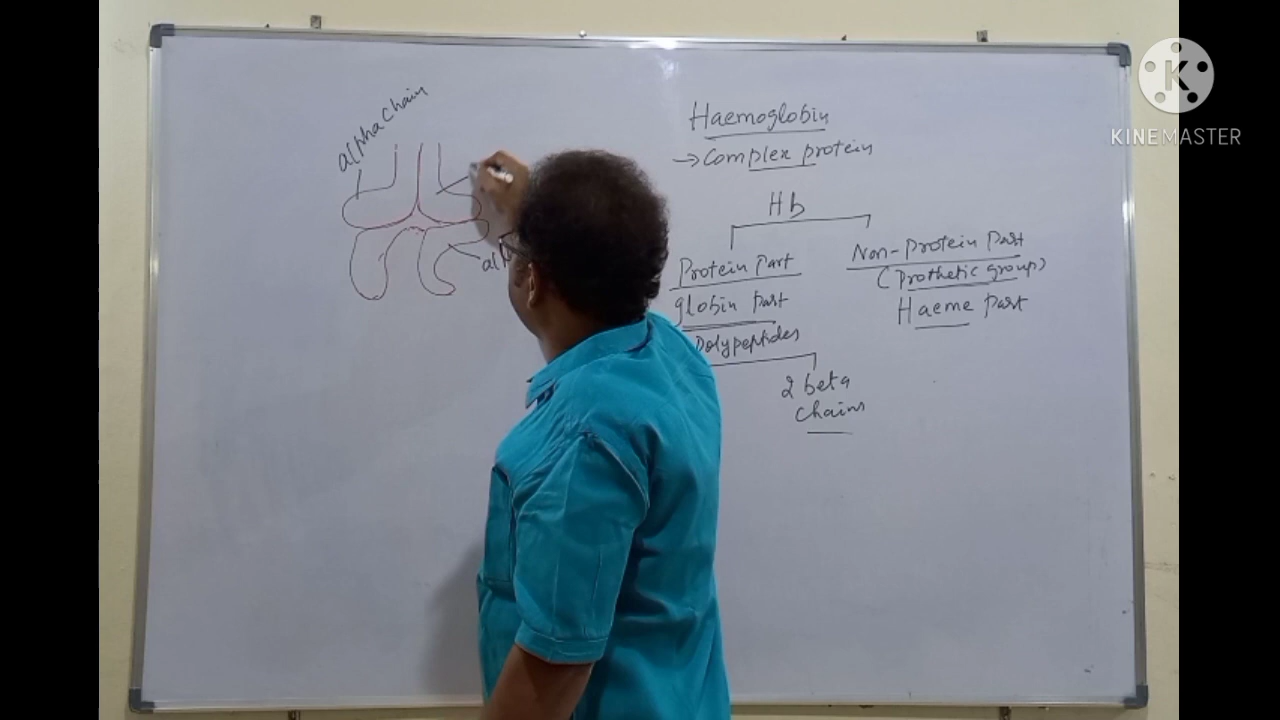 alpha chain
Haemoglobin
→ Complex protein
Hb
Protein Part
globin Part
Polypeptides
Non-Protein Part
(Prothetic group)
Haeme Part
2 beta
chains
K
KINEMASTER